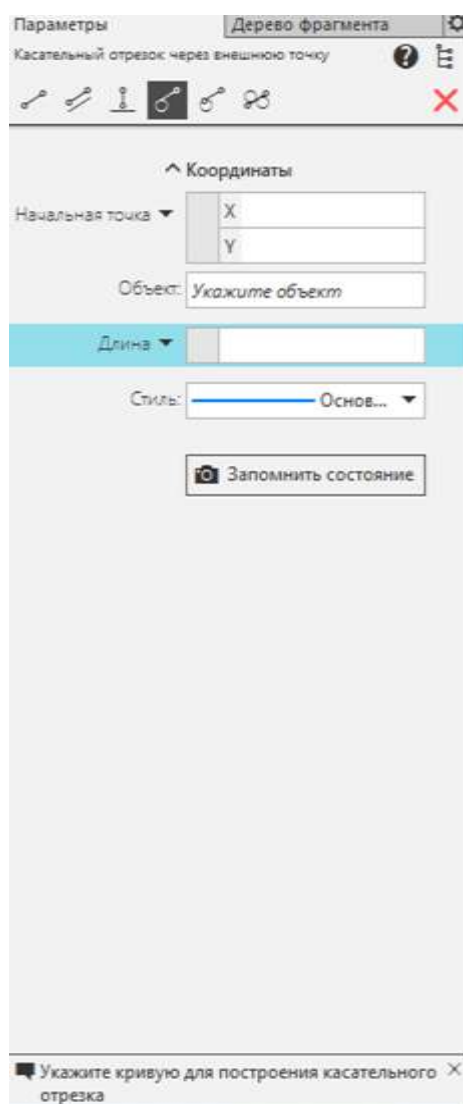 Параметры
Дерево фрагмента
Касательный отрезок через внешнюю точку
Координаты
Начальная точка
X
Y
Объект: Укажите объект
Длина
Стиль: Основ...
Запомнить состояние
Укажите кривую для построения касательного
отрезка